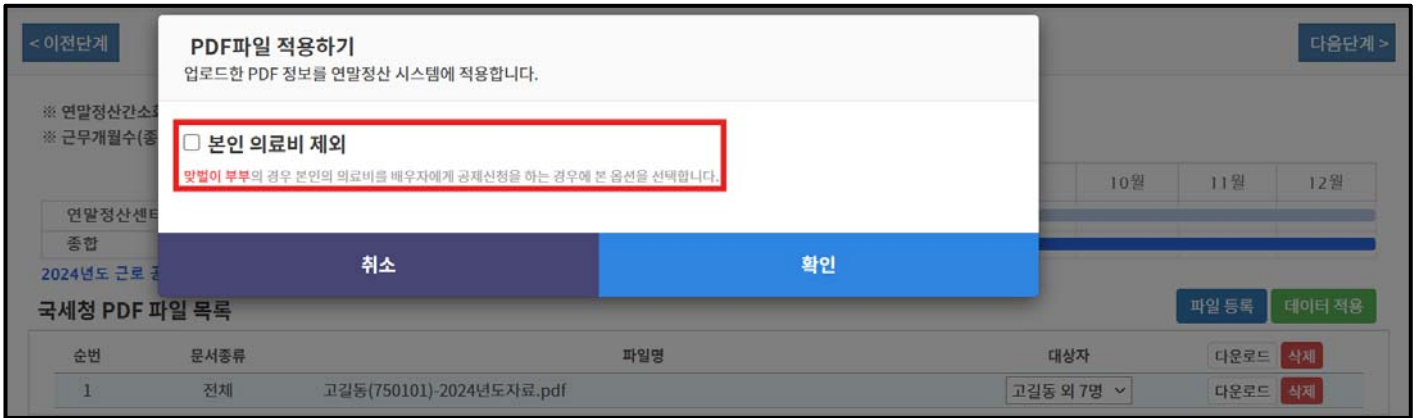 < 이전단계
다음단계 >
PDF파일 적용하기
업로드한 PDF 정보를 연말정산 시스템에 적용합니다.
※ 연말정산간소
※ 근무개월수(종
본인 의료비 제외
맞벌이 부부의 경우 본인의 의료비를 배우자에게 공제신청을 하는 경우에 본 옵션을 선택합니다.
10월 11월 12월
연말정산센터
종합
취소 확인
2024년도 근로
국세청 PDF 파일 목록
파일 등록 데이터 적용
순번 문서종류 파일명 대상자 다운로드 삭제
1 전체 고길동(750101)-2024년도자료.pdf 고길동 외 7명 다운로드 삭제